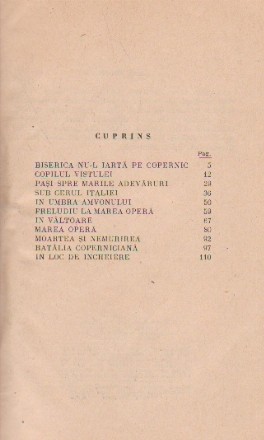 CUPRINS
Pag.
BISERICA NU-L IARTĂ PE COPERNIC 5
COPILUL VISTULEI 12
PAȘI SPRE MARILE ADEVĂRURI 23
SUB CERUL ITALIEI 36
IN UMBRA AMVONULUI 50
PRELUDIU LA MAREA OPERĂ 59
IN VÂLTOARE 67
MAREA OPERĂ 80
MOARTEA ȘI NEMURIREA 92
BATĂLIA COPERNICIANĂ 97
IN LOC DE INCHEIERE 110